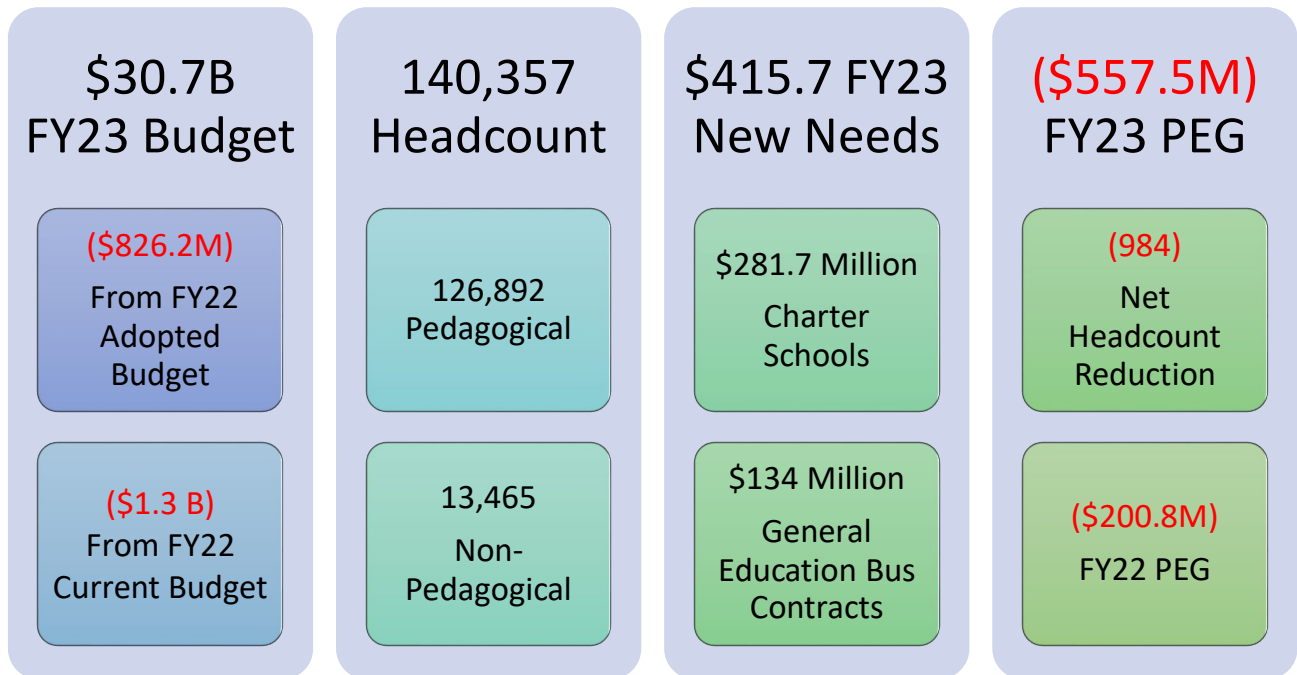 $30.7B
FY23 Budget
($826.2M)
From FY22
Adopted
Budget
($1.3 B)
From FY22
Current Budget
140,357
Headcount
126,892
Pedagogical
13,465
Non-
Pedagogical
$415.7 FY23
New Needs
$281.7 Million
Charter
Schools
$134 Million
General
Education Bus
Contracts
($557.5M)
FY23 PEG
(984)
Net
Headcount
Reduction
($200.8M)
FY22 PEG